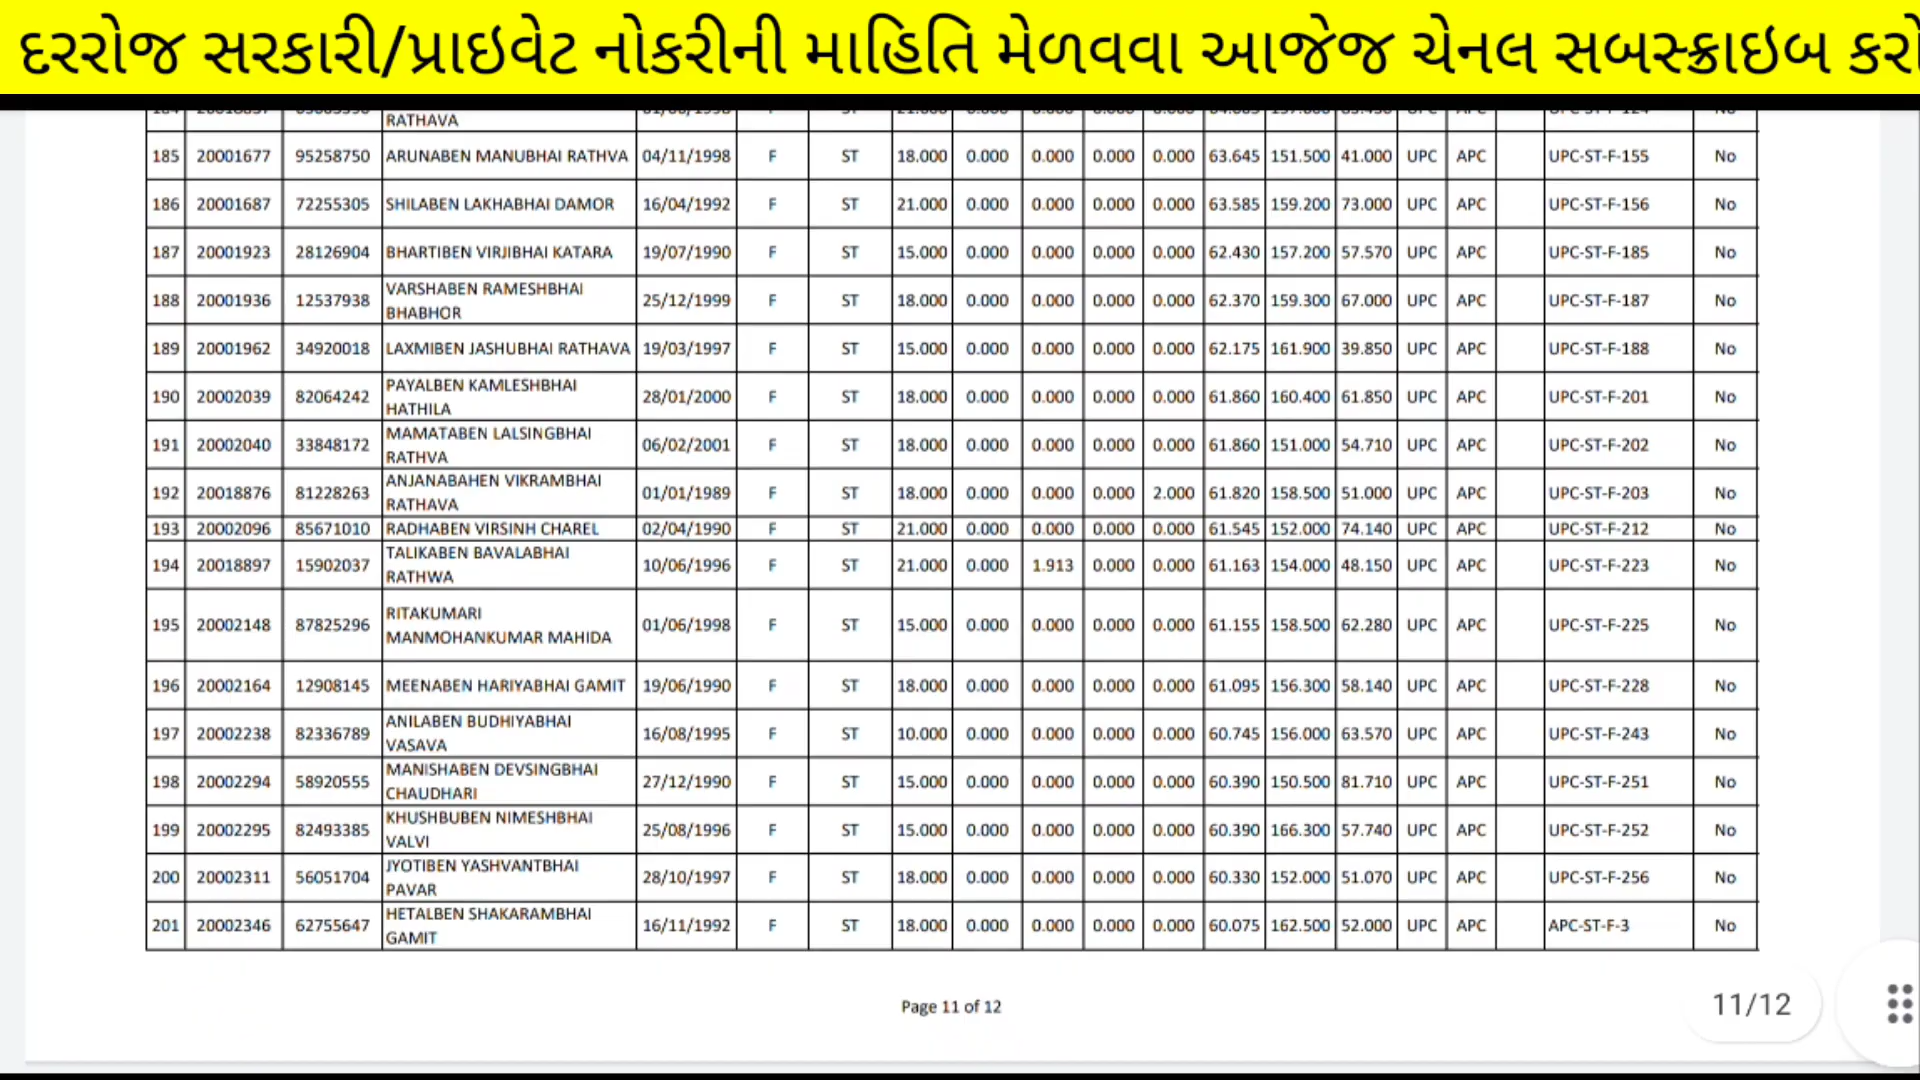 દરરોજ સરકારી/પ્રાઇવેટ નોકરીની માહિતિ મેળવવા આજેજ ચેનલ સબસ્ક્રાઇબ કરો
RATHAVA
185 20001677 95258750 ARUNABEN MANUBHAI RATHVA 04/11/1998 F ST 18.000 0.000 0.000 0.000 0.000 63.645 151.500 41.000 UPC APC UPC-ST-F-155 No
186 20001687 72255305 SHILABEN LAKHABHAI DAMOR 16/04/1992 F ST 21.000 0.000 0.000 0.000 0.000 63.585 159.200 73.000 UPC APC UPC-ST-F-156 No
187 20001923 28126904 BHARTIBEN VIRJIBHAI KATARA 19/07/1990 F ST 15.000 0.000 0.000 0.000 0.000 62.430 157.200 57.570 UPC APC UPC-ST-F-185 No
188 20001936 12537938 VARSHABEN RAMESHBHAI BHABHOR 25/12/1999 F ST 18.000 0.000 0.000 0.000 0.000 62.370 159.300 67.000 UPC APC UPC-ST-F-187 No
189 20001962 34920018 LAXMIBEN JASHUBHAI RATHAVA 19/03/1997 F ST 15.000 0.000 0.000 0.000 0.000 62.175 161.900 39.850 UPC APC UPC-ST-F-188 No
190 20002039 82064242 PAYALBEN KAMLESHBHAI HATHILA 28/01/2000 F ST 18.000 0.000 0.000 0.000 0.000 61.860 160.400 61.850 UPC APC UPC-ST-F-201 No
191 20002040 33848172 MAMATABEN LALSINGBHAI RATHVA 06/02/2001 F ST 18.000 0.000 0.000 0.000 0.000 61.860 151.000 54.710 UPC APC UPC-ST-F-202 No
192 20018876 81228263 ANJANABAHEN VIKRAMBHAI RATHAVA 01/01/1989 F ST 18.000 0.000 0.000 0.000 2.000 61.820 158.500 51.000 UPC APC UPC-ST-F-203 No
193 20002096 85671010 RADHABEN VIRSINH CHAREL 02/04/1990 F ST 21.000 0.000 0.000 0.000 0.000 61.545 152.000 74.140 UPC APC UPC-ST-F-212 No
194 20018897 15902037 TALIKABEN BAVALABHAI RATHWA 10/06/1996 F ST 21.000 0.000 1.913 0.000 0.000 61.163 154.000 48.150 UPC APC UPC-ST-F-223 No
195 20002148 87825296 RITAKUMARI MANMOHANKUMAR MAHIDA 01/06/1998 F ST 15.000 0.000 0.000 0.000 0.000 61.155 158.500 62.280 UPC APC UPC-ST-F-225 No
196 20002164 12908145 MEENABEN HARIYABHAI GAMIT 19/06/1990 F ST 18.000 0.000 0.000 0.000 0.000 61.095 156.300 58.140 UPC APC UPC-ST-F-228 No
197 20002238 82336789 ANILABEN BUDHIYABHAI VASAVA 16/08/1995 F ST 10.000 0.000 0.000 0.000 0.000 60.745 156.000 63.570 UPC APC UPC-ST-F-243 No
198 20002294 58920555 MANISHABEN DEVSINGBHAI CHAUDHARI 27/12/1990 F ST 15.000 0.000 0.000 0.000 0.000 60.390 150.500 81.710 UPC APC UPC-ST-F-251 No
199 20002295 82493385 KHUSHBUBEN NIMESHBHAI VALVI 25/08/1996 F ST 15.000 0.000 0.000 0.000 0.000 60.390 166.300 57.740 UPC APC UPC-ST-F-252 No
200 20002311 56051704 JYOTIBEN YASHVANTBHAI PAVAR 28/10/1997 F ST 18.000 0.000 0.000 0.000 0.000 60.330 152.000 51.070 UPC APC UPC-ST-F-256 No
201 20002346 62755647 HETALBEN SHAKARAMBHAI GAMIT 16/11/1992 F ST 18.000 0.000 0.000 0.000 0.000 60.075 162.500 52.000 UPC APC APC-ST-F-3 No
Page 11 of 12
11/12